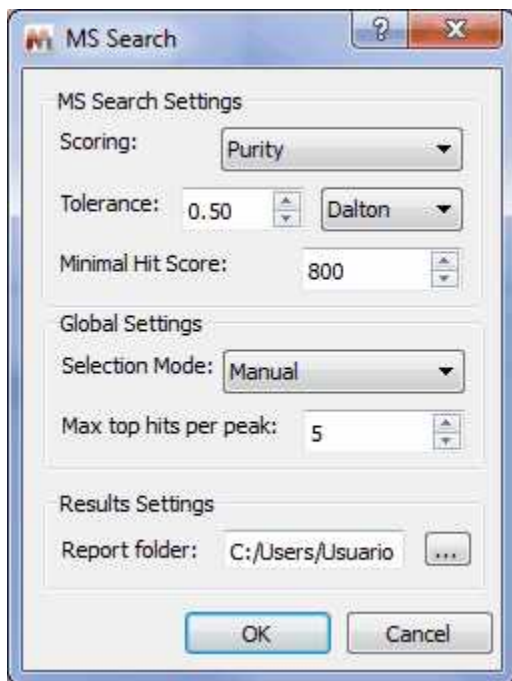 MS Search
MS Search Settings
Scoring: Purity
Tolerance: 0.50 Dalton
Minimal Hit Score: 800
Global Settings
Selection Mode: Manual
Max top hits per peak: 5
Results Settings
Report folder: C:/Users/Usuario ...
OK Cancel